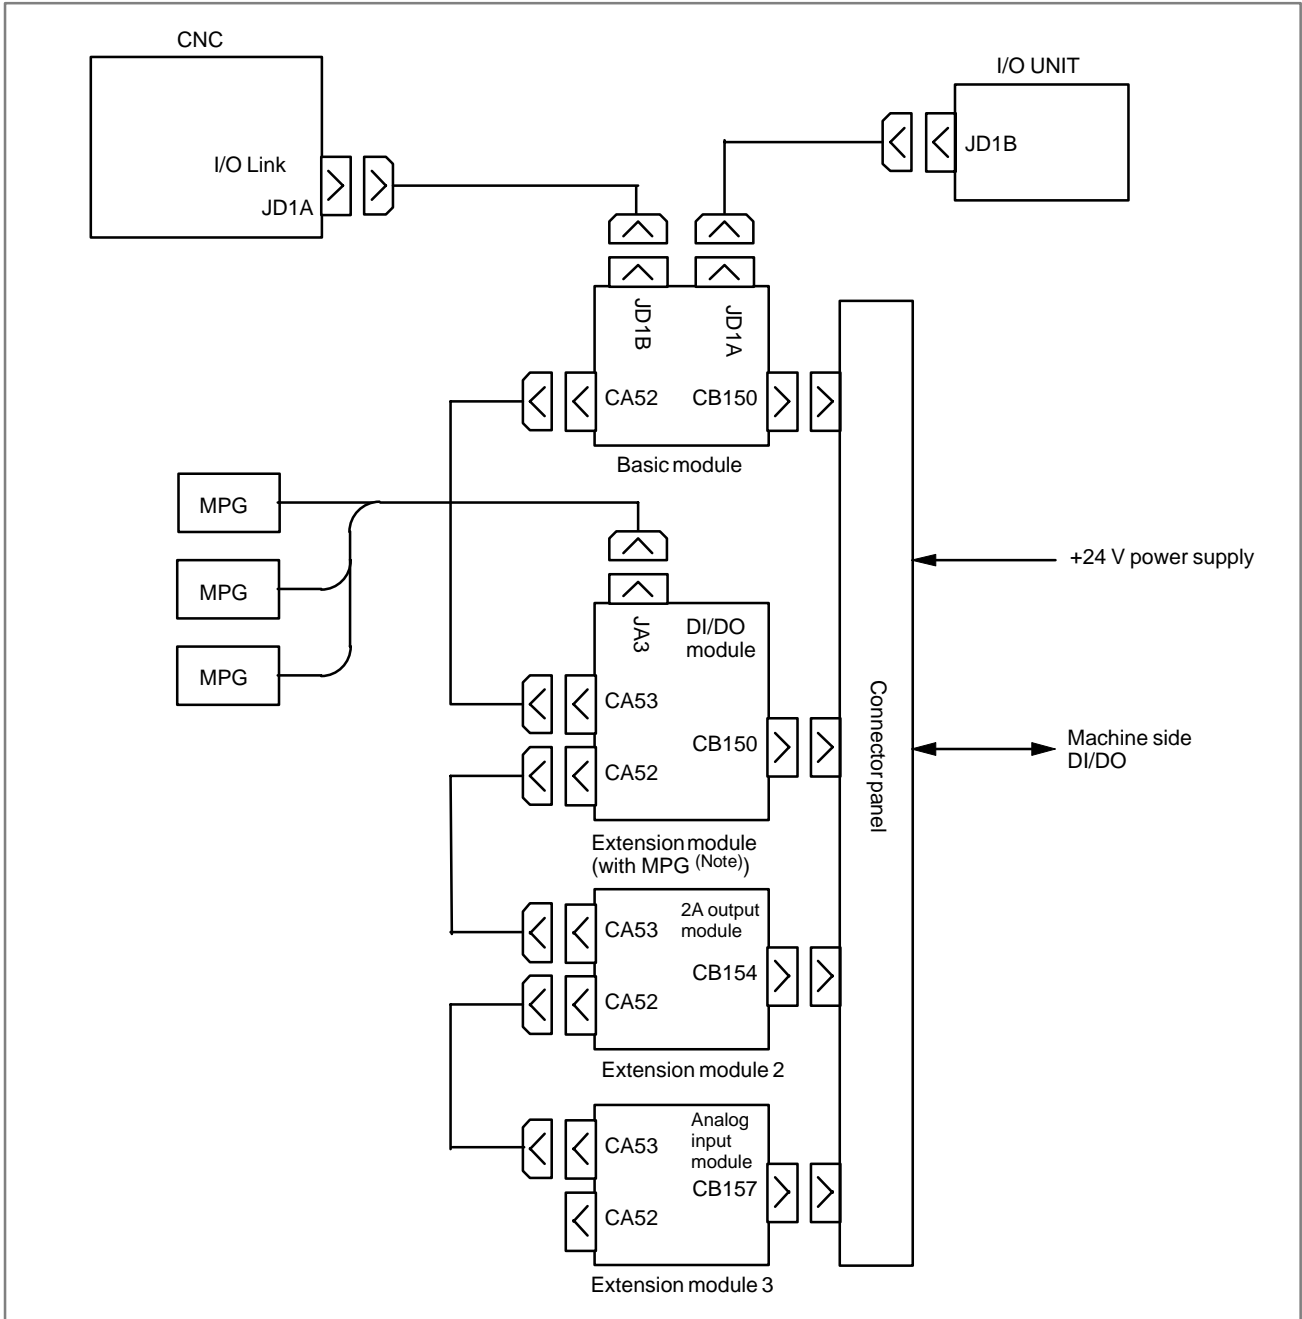 CNC
I/O UNIT
I/O Link
JD1A
JD1B
JD1B
JD1A
CA52
CB150
Basic module
MPG
MPG
MPG
+24 V power supply
JA3
DI/DO
module
CA53
CB150
CA52
Connector panel
Machine side
DI/DO
Extension module
(with MPG (Note))
CA53
2A output
module
CB154
CA52
Extension module 2
CA53
Analog
input
module
CB157
CA52
Extension module 3